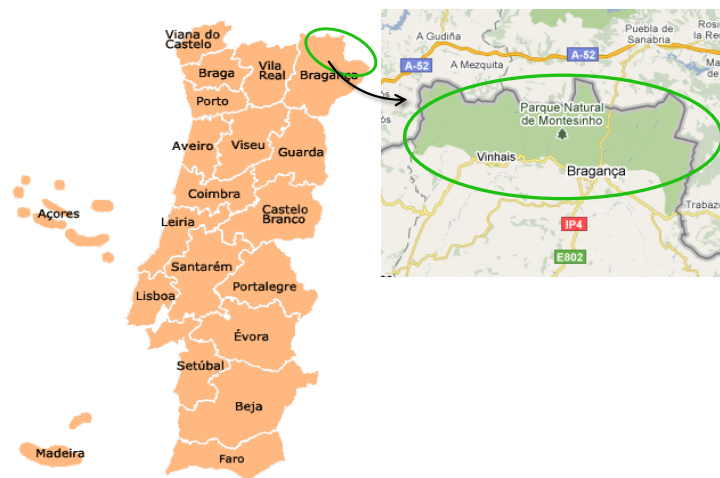 Viana do
Castelo
Braga
Vila
Real
Bragança
Porto
Aveiro
Viseu
Guarda
Coimbra
Castelo
Branco
Leiria
Santarém
Lisboa
Portalegre
Évora
Setúbal
Beja
Faro
Açores
Madeira
A Gudiña
Puebla de
Sanabria
A-52
A-52
A Mezquita
Parque Natural
de Montesinho
Vinhais
Bragança
IP4
E802